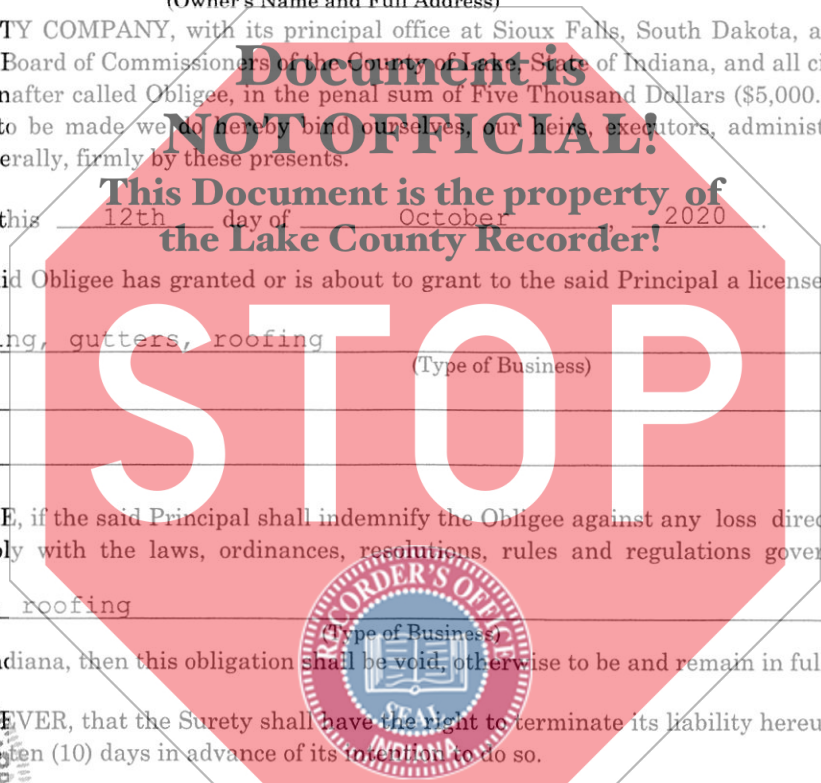 (Owner's Name and Full Address)
TY COMPANY, with its principal office at Sioux Falls, South Dakota, a
Board of Commissioners of the County of Lake, State of Indiana, and all ci
Document is
nafter called Obligee, in the penal sum of Five Thousand Dollars ($5,000.
NOT OFFICIAL!
to be made we do hereby bind ourselves, our heirs, executors, administ
erally, firmly by these presents.
This Document is the property of
this 12th day of October, 2020.
the Lake County Recorder!
id Obligee has granted or is about to grant to the said Principal a license
STOP
ng, gutters, roofing
(Type of Business)
E, if the said Principal shall indemnify the Obligee against any loss direc
ly with the laws, ordinances, resolutions, rules and regulations gover
roofing
RECORDER'S OFFICE
(Type of Business)
diana, then this obligation shall be void, otherwise to be and remain in ful
SEAL
EVER, that the Surety shall have the right to terminate its liability hereu
ten (10) days in advance of its intention to do so.